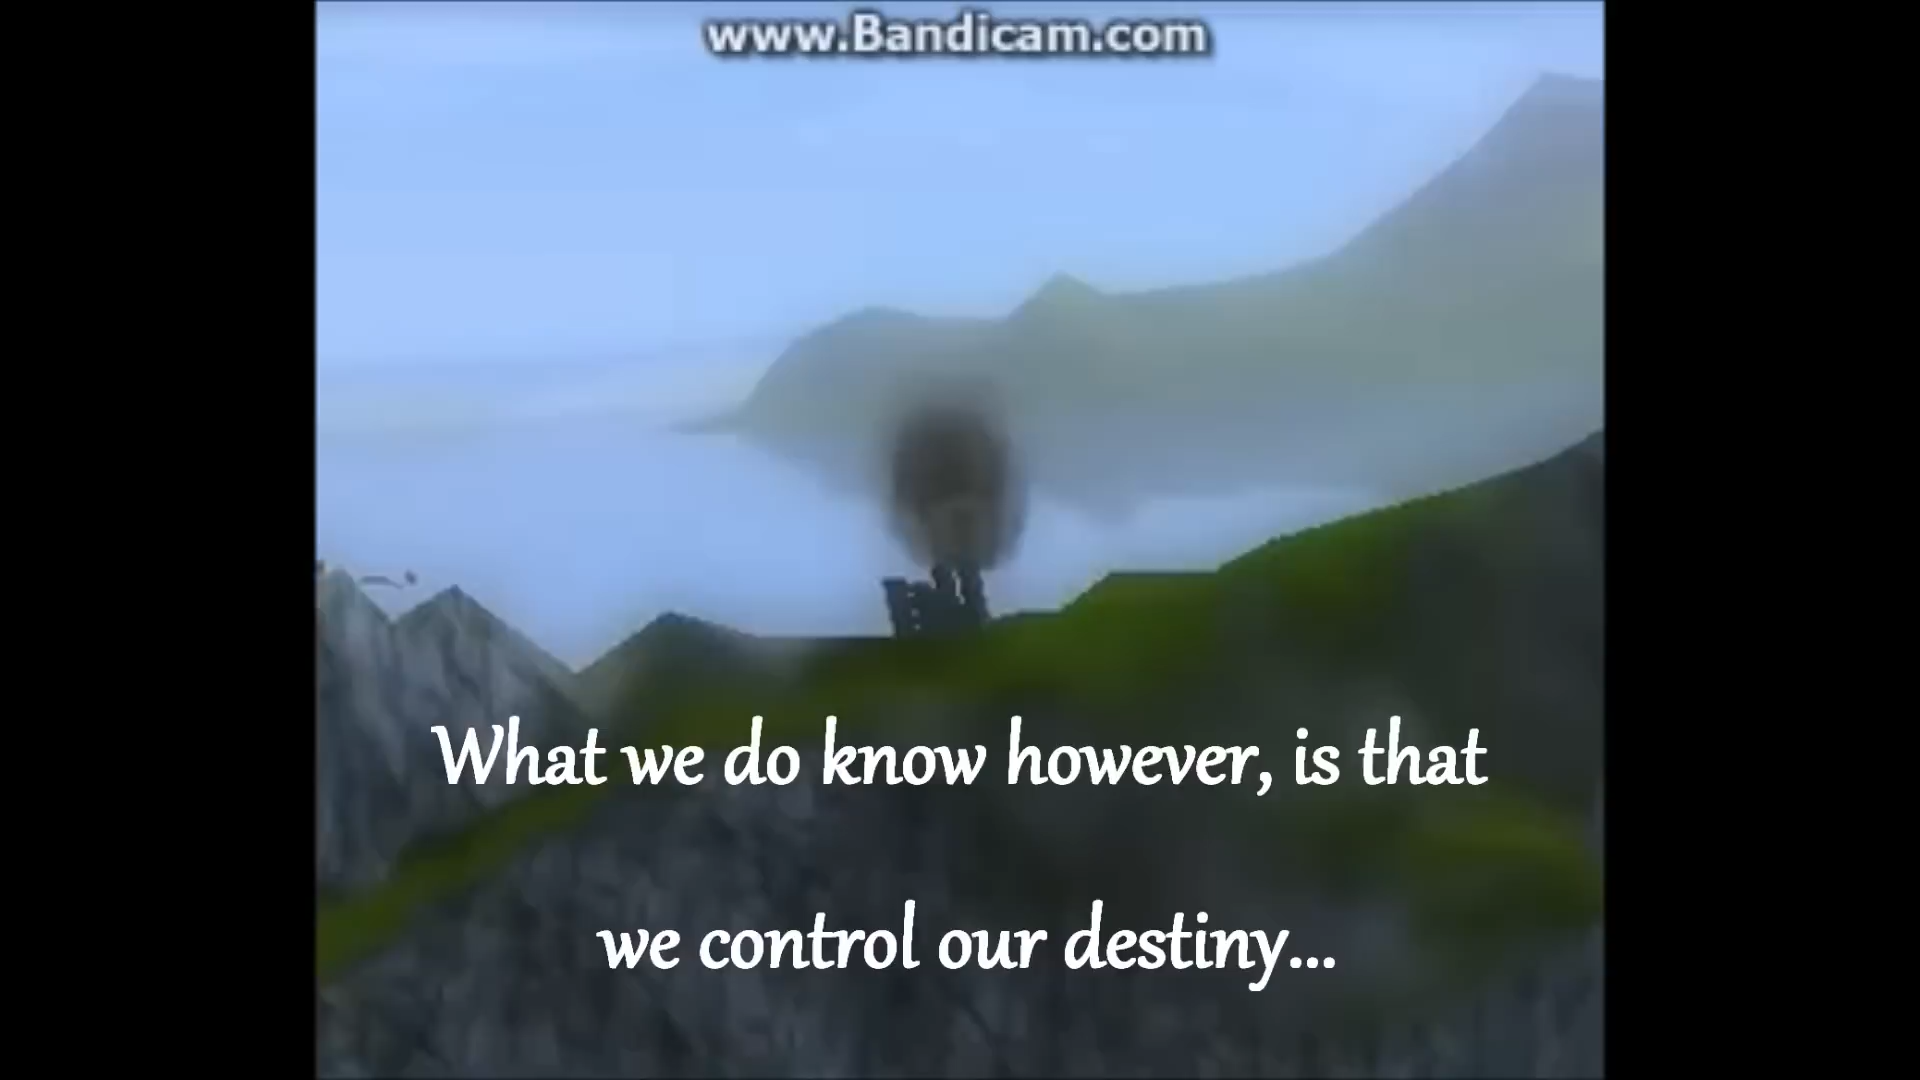 www.Bandicam.com
What we do know however, is that
we control our destiny...